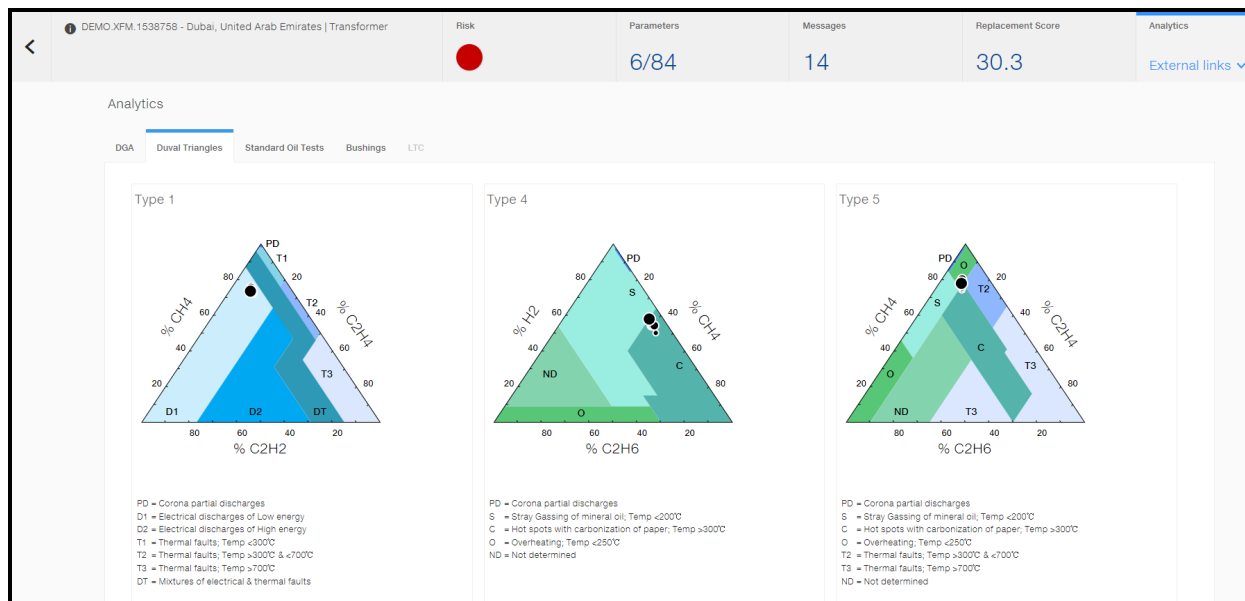 DEMO.XFM.1538758 - Dubai, United Arab Emirates | Transformer
Risk
Parameters
6/84
Messages
14
Replacement Score
30.3
Analytics
External links
Analytics
DGA
Duval Triangles
Standard Oil Tests
Bushings
LTC
Type 1
PD
T1
80
20
T2
60
40
% CH4
% C2H4
40
60
T3
20
80
D1
D2
DT
80
60
40
20
% C2H2
PD = Corona partial discharges
D1 = Electrical discharges of Low energy
D2 = Electrical discharges of High energy
T1 = Thermal faults; Temp <300℃
T2 = Thermal faults; Temp >300℃ & <700℃
T3 = Thermal faults; Temp >700℃
DT = Mixtures of electrical & thermal faults
Type 4
PD
80
20
S
60
40
% H2
% CH4
40
60
ND
C
20
80
O
80
60
40
20
% C2H6
PD = Corona partial discharges
S = Stray Gassing of mineral oil; Temp <200℃
C = Hot spots with carbonization of paper; Temp >300℃
O = Overheating; Temp <250℃
ND = Not determined
Type 5
PD
O
80
20
T2
S
60
40
% CH4
% C2H4
40
60
C
T3
O
20
80
ND
T3
80
60
40
20
% C2H6
PD = Corona partial discharges
S = Stray Gassing of mineral oil; Temp <200℃
C = Hot spots with carbonization of paper; Temp >300℃
O = Overheating; Temp <250℃
T2 = Thermal faults; Temp >300℃ & <700℃
T3 = Thermal faults; Temp >700℃
ND = Not determined